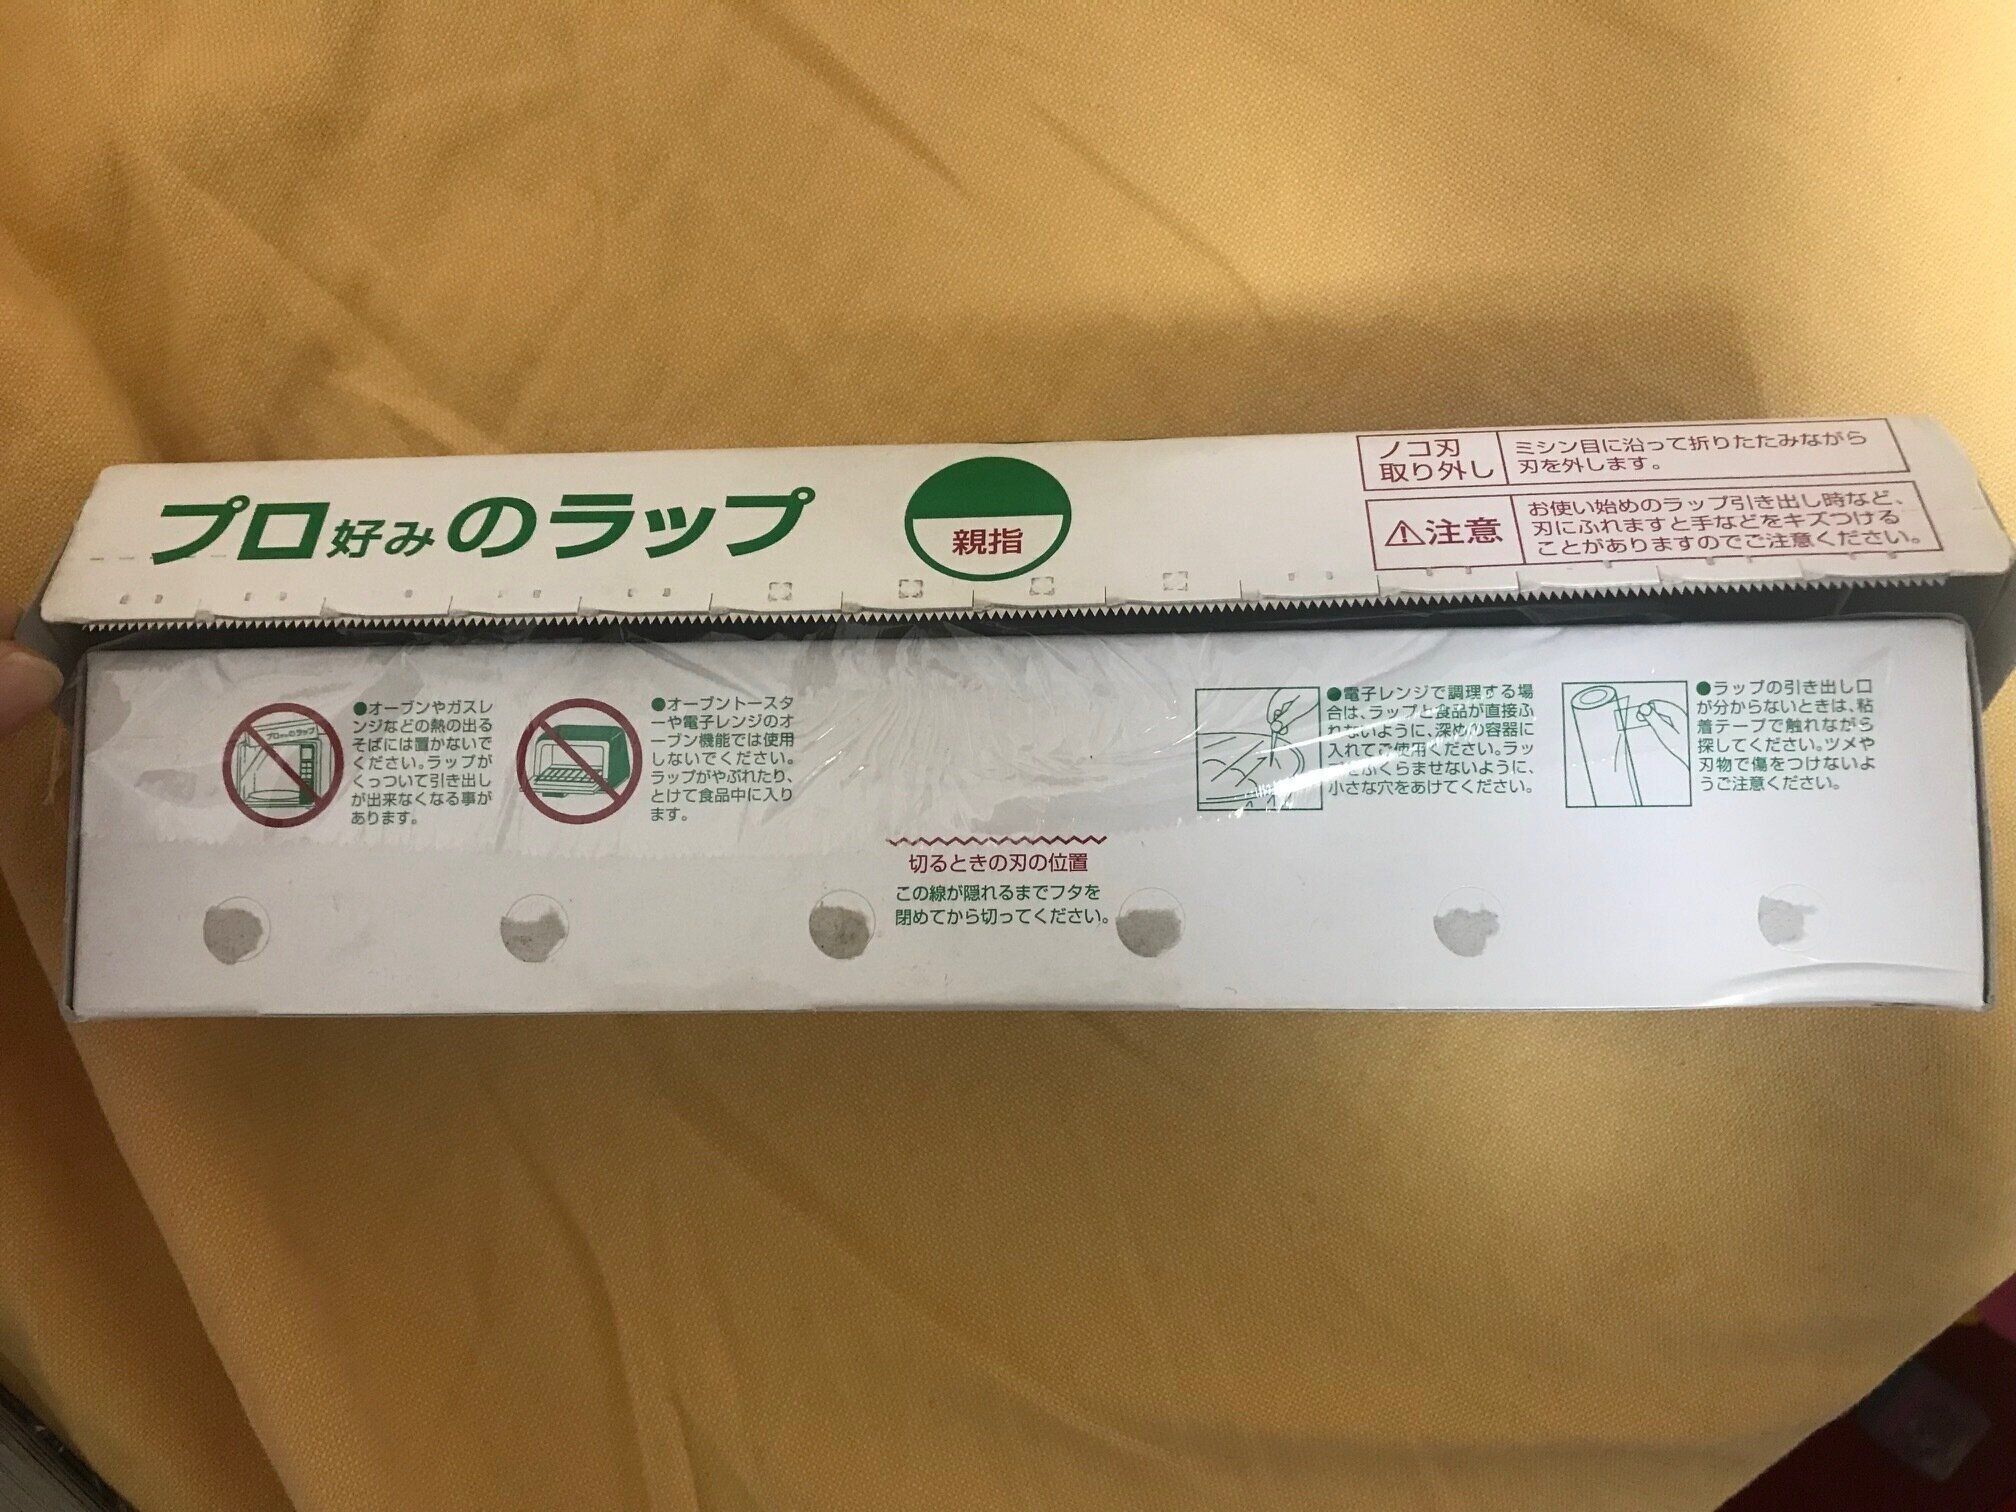 プロ好みのラップ
親指
ノコ刃
取り外し
ミシン目に沿って折りたたみながら
刃を外します。
⚠注意
お使い始めのラップ引き出し時など、
刃にふれますと手などをキズつける
ことがありますのでご注意ください。
●オーブンやガスレ
ンジなどの熱の出る
そばには置かないで
ください。ラップが
くっついて引き出し
が出来なくなる事が
あります。
プロ好みのラップ
●オーブントースタ
ーや電子レンジのオ
ーブン機能では使用
しないでください。
ラップがやぶれたり、
とけて食品中に入り
ます。
切るときの刃の位置
この線が隠れるまでフタを
閉めてから切ってください。
●電子レンジで調理する場
合は、ラップと食品が直接ふ
れないように、深めの容器に
入れてご使用ください。ラッ
プをふくらませないように、
小さな穴をあけてください。
●ラップの引き出し口
が分からないときは、粘
着テープで触れながら
探してください。ツメや
刃物で傷をつけないよ
うご注意ください。